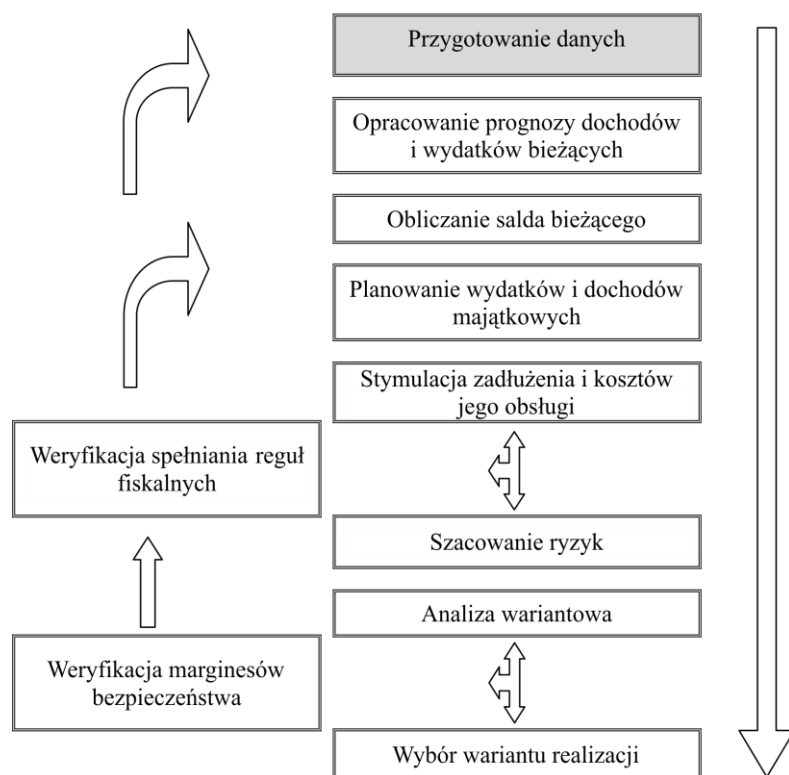 Przygotowanie danych
Opracowanie prognozy dochodów
i wydatków bieżących
Obliczanie salda bieżącego
Planowanie wydatków i dochodów
majątkowych
Stymulacja zadłużenia i kosztów
jego obsługi
Weryfikacja spełniania reguł
fiskalnych
Szacowanie ryzyk
Analiza wariantowa
Weryfikacja marginesów
bezpieczeństwa
Wybór wariantu realizacji